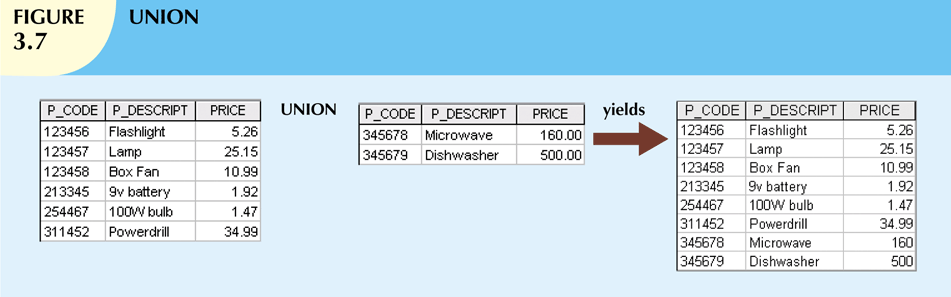 FIGURE 3.7
UNION
P_CODE P_DESCRIPT PRICE
123456 Flashlight 5.26
123457 Lamp 25.15
123458 Box Fan 10.99
213345 9v battery 1.92
254467 100W bulb 1.47
311452 Powerdrill 34.99
UNION
P_CODE P_DESCRIPT PRICE
345678 Microwave 160.00
345679 Dishwasher 500.00
yields
P_CODE P_DESCRIPT PRICE
123456 Flashlight 5.26
123457 Lamp 25.15
123458 Box Fan 10.99
213345 9v battery 1.92
254467 100W bulb 1.47
311452 Powerdrill 34.99
345678 Microwave 160
345679 Dishwasher 500